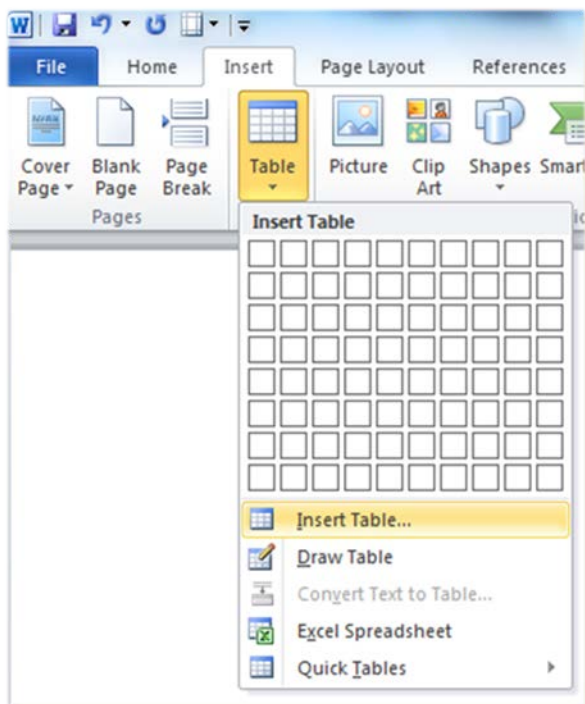 W
File Home Insert Page Layout References
Cover Page Blank Page Page Break Table Picture Clip Art Shapes Smart
Pages
Insert Table
Insert Table...
Draw Table
Convert Text to Table...
Excel Spreadsheet
Quick Tables